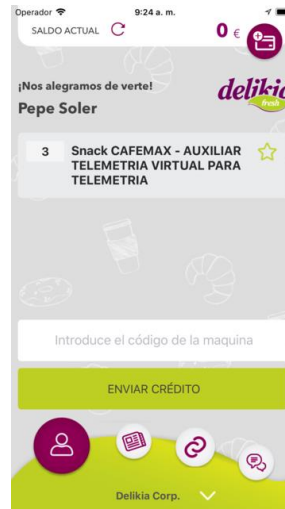 Operador 9:24 a. m.
SALDO ACTUAL 0 €
¡Nos alegramos de verte!
delikia
fresh
Pepe Soler
3 Snack CAFEMAX - AUXILIAR
TELEMETRIA VIRTUAL PARA
TELEMETRIA
Introduce el código de la maquina
ENVIAR CRÉDITO
Delikia Corp.